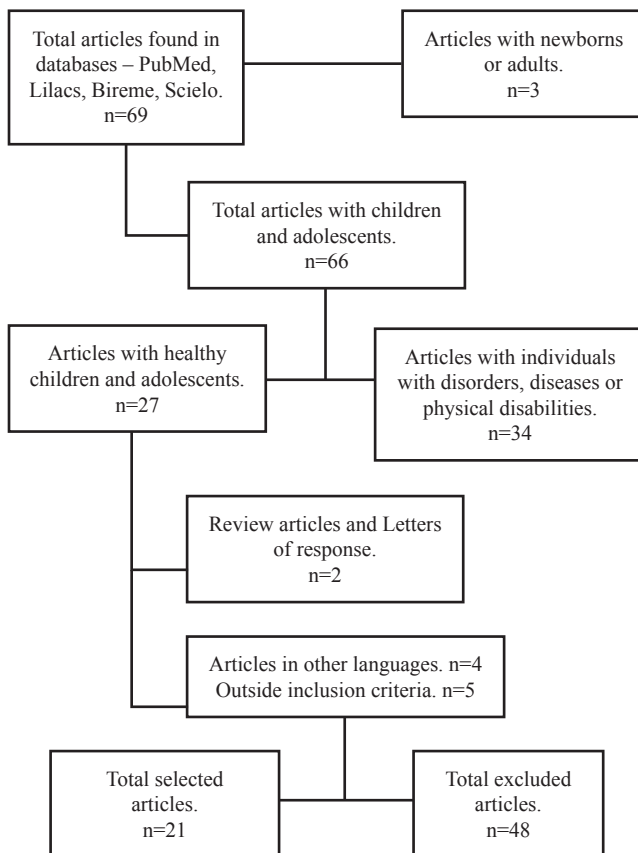 Total articles found in
databases – PubMed,
Lilacs, Bireme, Scielo.
n=69
Articles with newborns
or adults.
n=3
Total articles with children
and adolescents.
n=66
Articles with healthy
children and adolescents.
n=27
Articles with individuals
with disorders, diseases or
physical disabilities.
n=34
Review articles and Letters
of response.
n=2
Articles in other languages. n=4
Outside inclusion criteria. n=5
Total selected
articles.
n=21
Total excluded
articles.
n=48